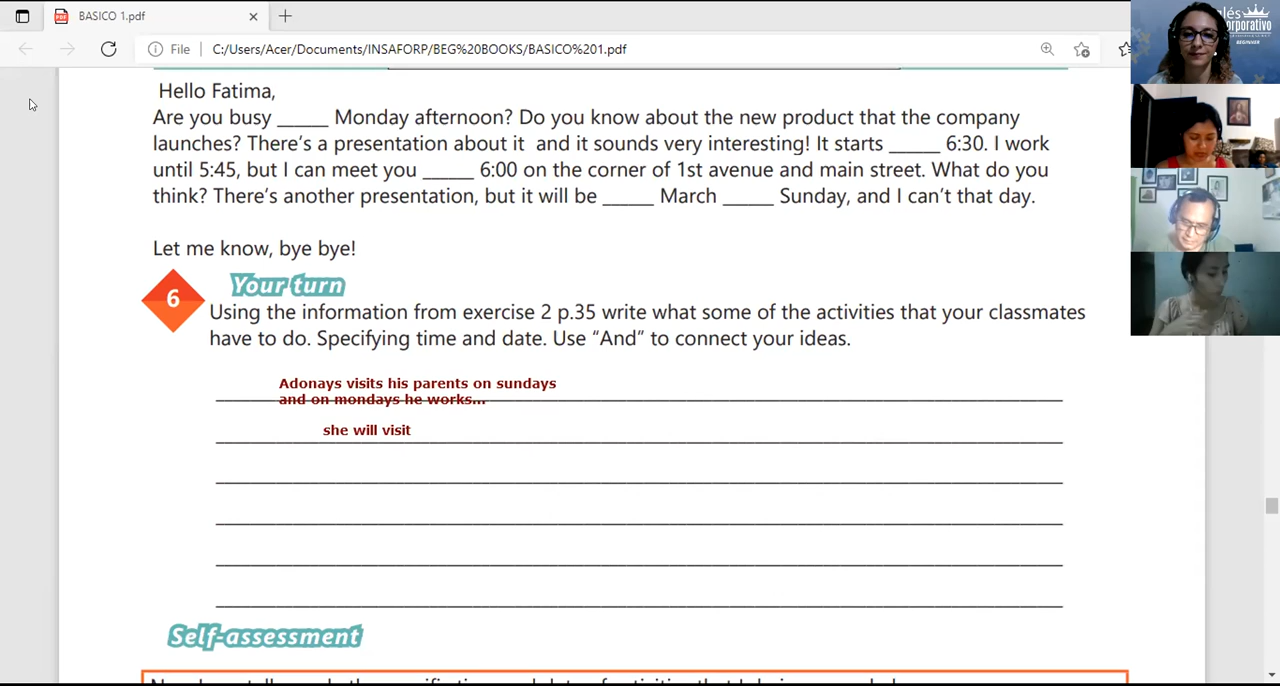 BASICO 1.pdf
File C:/Users/Acer/Documents/INSAFORP/BEG%20BOOKS/BASICO%201.pdf
Hello Fatima,
Are you busy _____ Monday afternoon? Do you know about the new product that the company
launches? There's a presentation about it and it sounds very interesting! It starts _____ 6:30. I work
until 5:45, but I can meet you _____ 6:00 on the corner of 1st avenue and main street. What do you
think? There's another presentation, but it will be _____ March _____ Sunday, and I can't that day.
Let me know, bye bye!
6
Your turn
Using the information from exercise 2 p.35 write what some of the activities that your classmates
have to do. Specifying time and date. Use “And” to connect your ideas.
Adonays visits his parents on sundays
and on mondays he works...
she will visit
Self-assessment